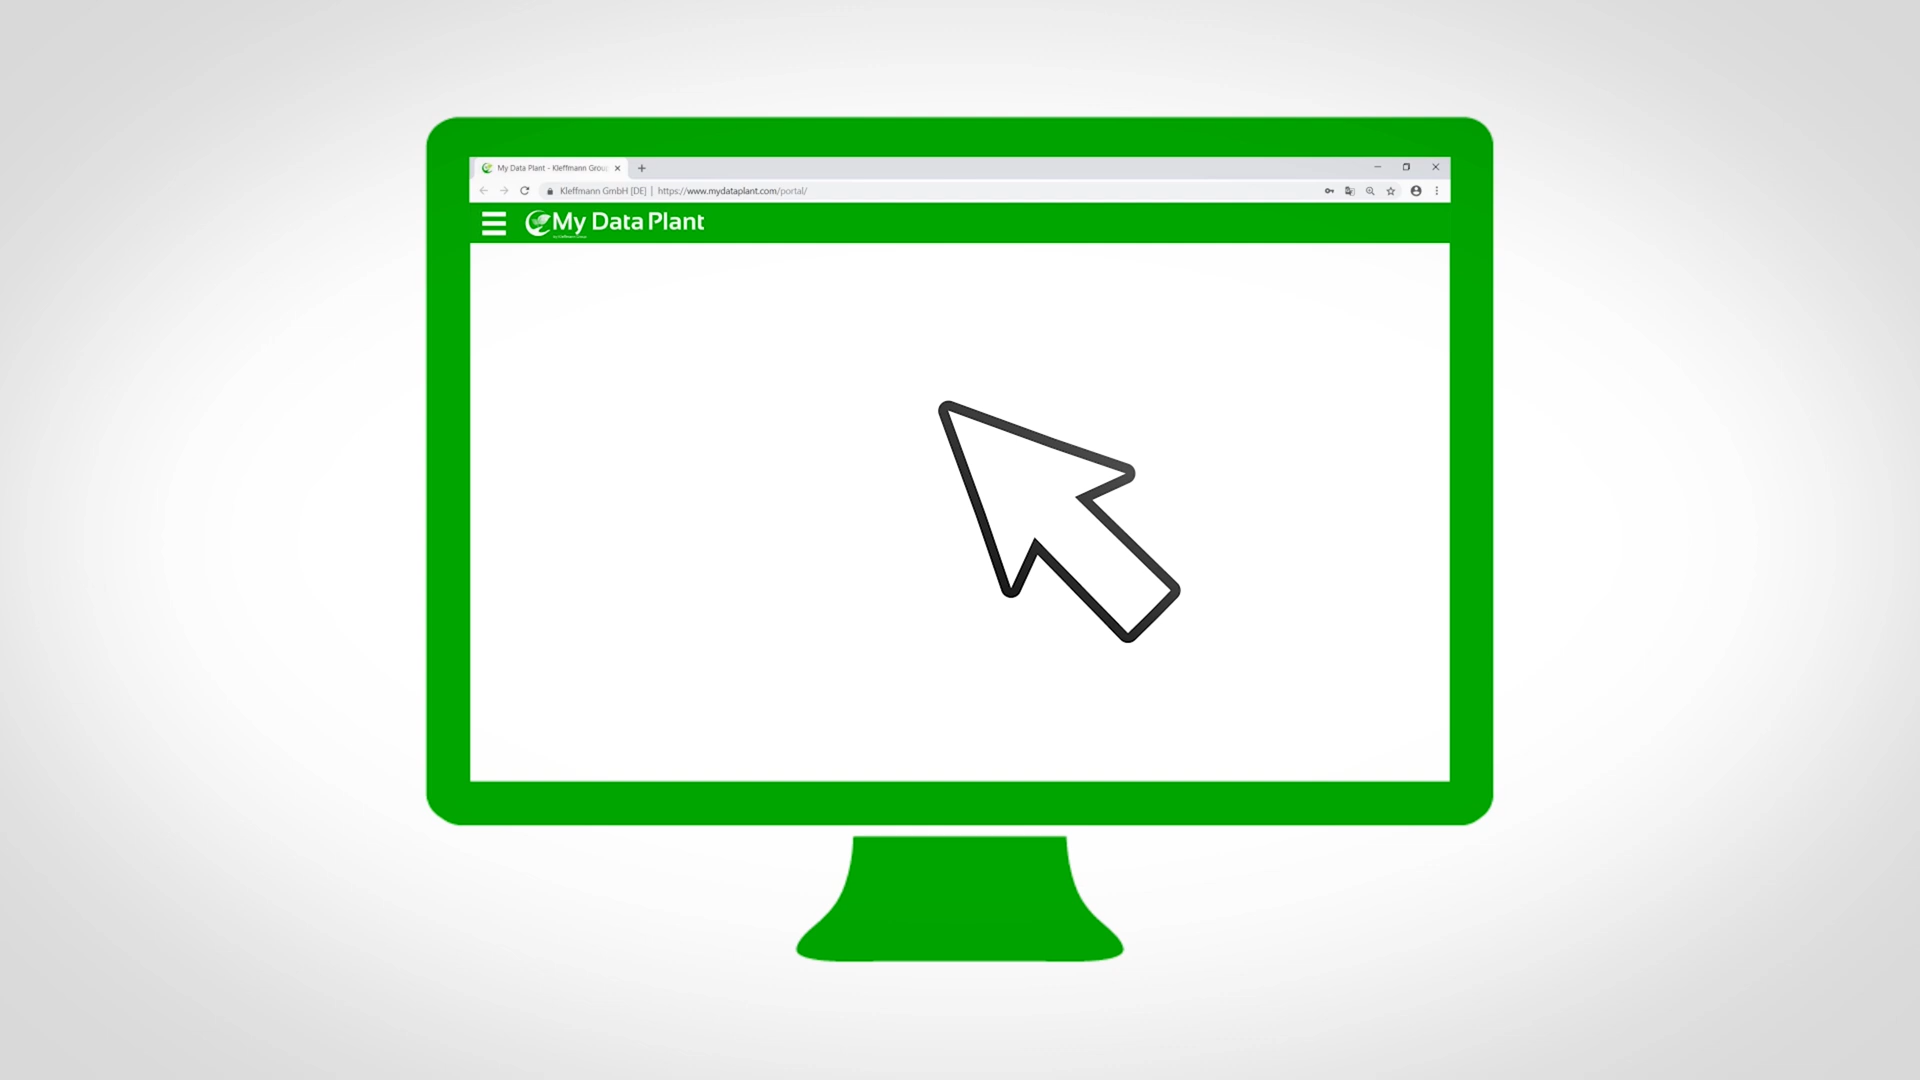 My Data Plant - Kleffmann Grou
Kleffmann GmbH [DE] | https://www.mydataplant.com/portal/
My Data Plant